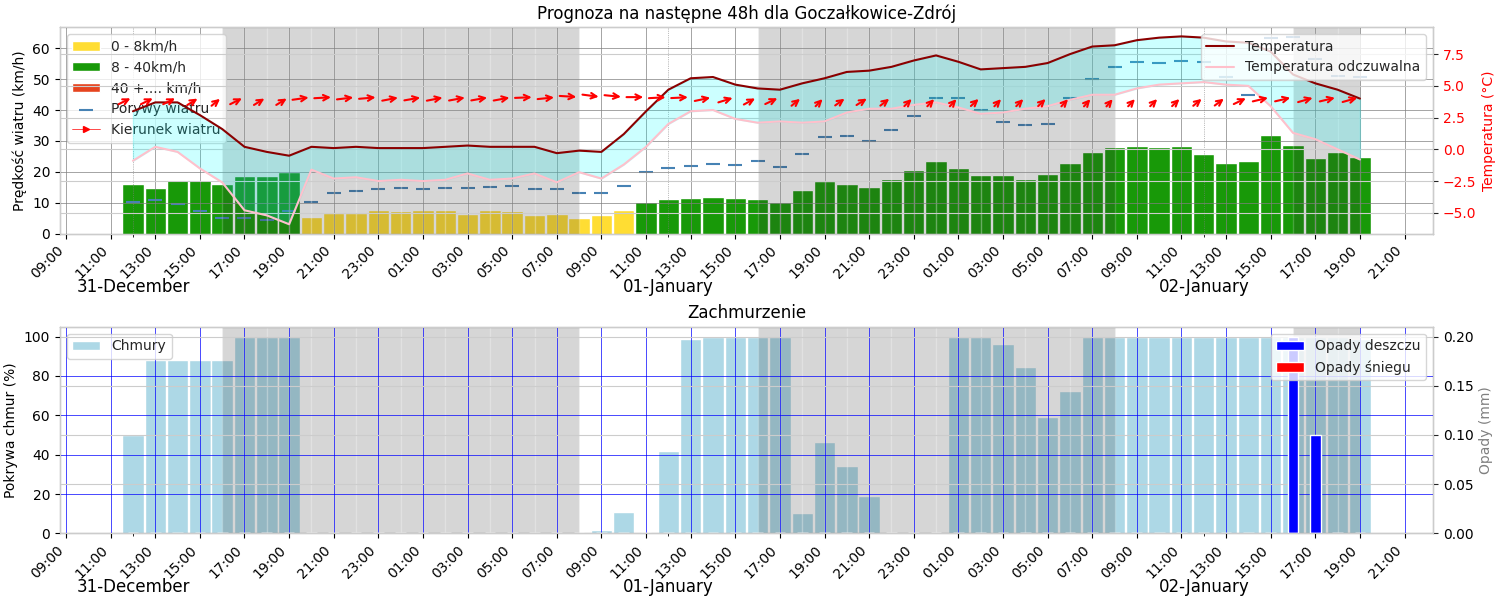 Prognoza na następne 48h dla Goczałkowice-Zdrój
Prędkość wiatru (km/h)
60
50
40
30
20
10
0
0 - 8km/h
8 - 40km/h
40 +.... km/h
Porywy wiatru
Kierunek wiatru
Temperatura
Temperatura odczuwalna
7.5
5.0
2.5
0.0
−2.5
−5.0
Temperatura (°C)
09:00 11:00 13:00 15:00 17:00 19:00 21:00 23:00 01:00 03:00 05:00 07:00 09:00 11:00 13:00 15:00 17:00 19:00 21:00 23:00 01:00 03:00 05:00 07:00 09:00 11:00 13:00 15:00 17:00 19:00 21:00
31-December 01-January 02-January
Zachmurzenie
Pokrywa chmur (%)
100
80
60
40
20
0
Chmury
Opady deszczu
Opady śniegu
0.20
0.15
0.10
0.05
0.00
Opady (mm)
09:00 11:00 13:00 15:00 17:00 19:00 21:00 23:00 01:00 03:00 05:00 07:00 09:00 11:00 13:00 15:00 17:00 19:00 21:00 23:00 01:00 03:00 05:00 07:00 09:00 11:00 13:00 15:00 17:00 19:00 21:00
31-December 01-January 02-January